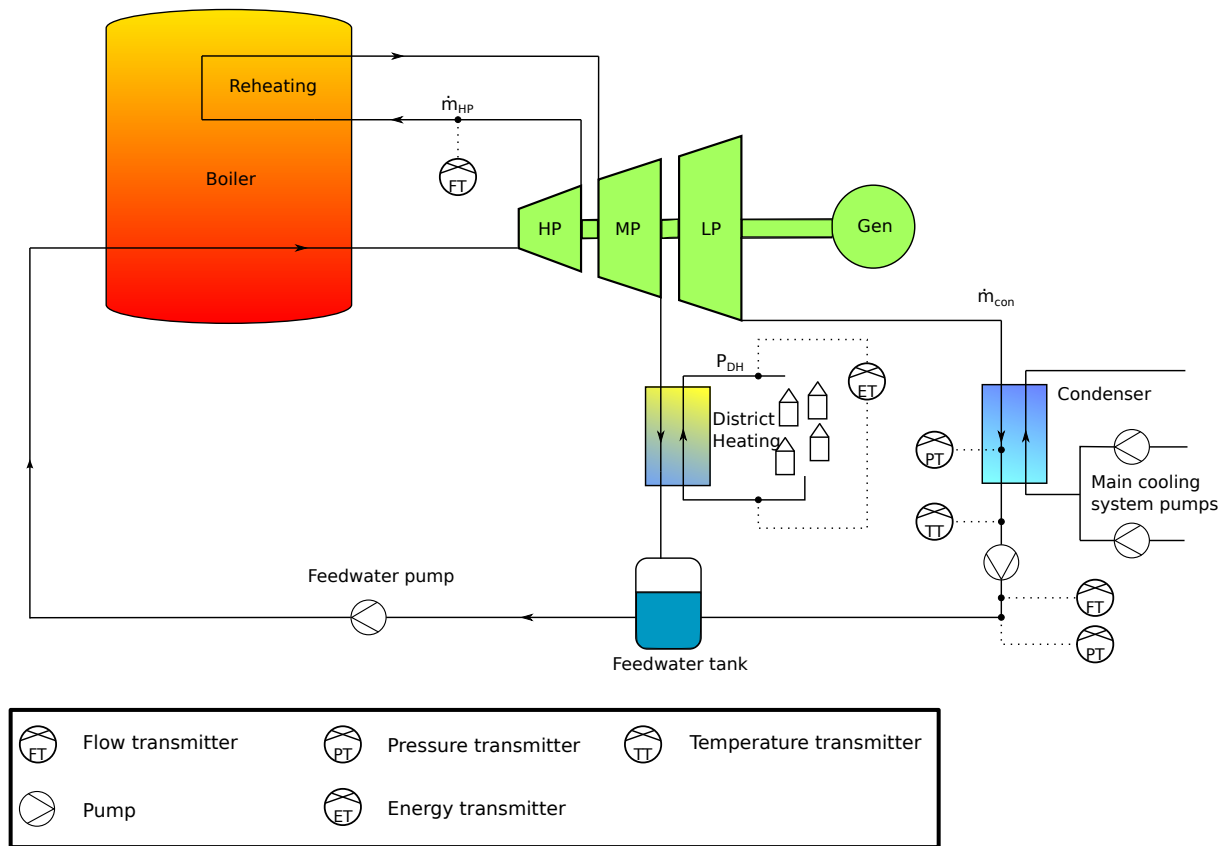 Reheating
ṁHP
Boiler
FT
HP
MP
LP
Gen
ṁcon
PDH
ET
District
Heating
Condenser
PT
Main cooling
system pumps
TT
Feedwater pump
FT
PT
Feedwater tank
FT Flow transmitter
PT Pressure transmitter
TT Temperature transmitter
Pump
ET Energy transmitter